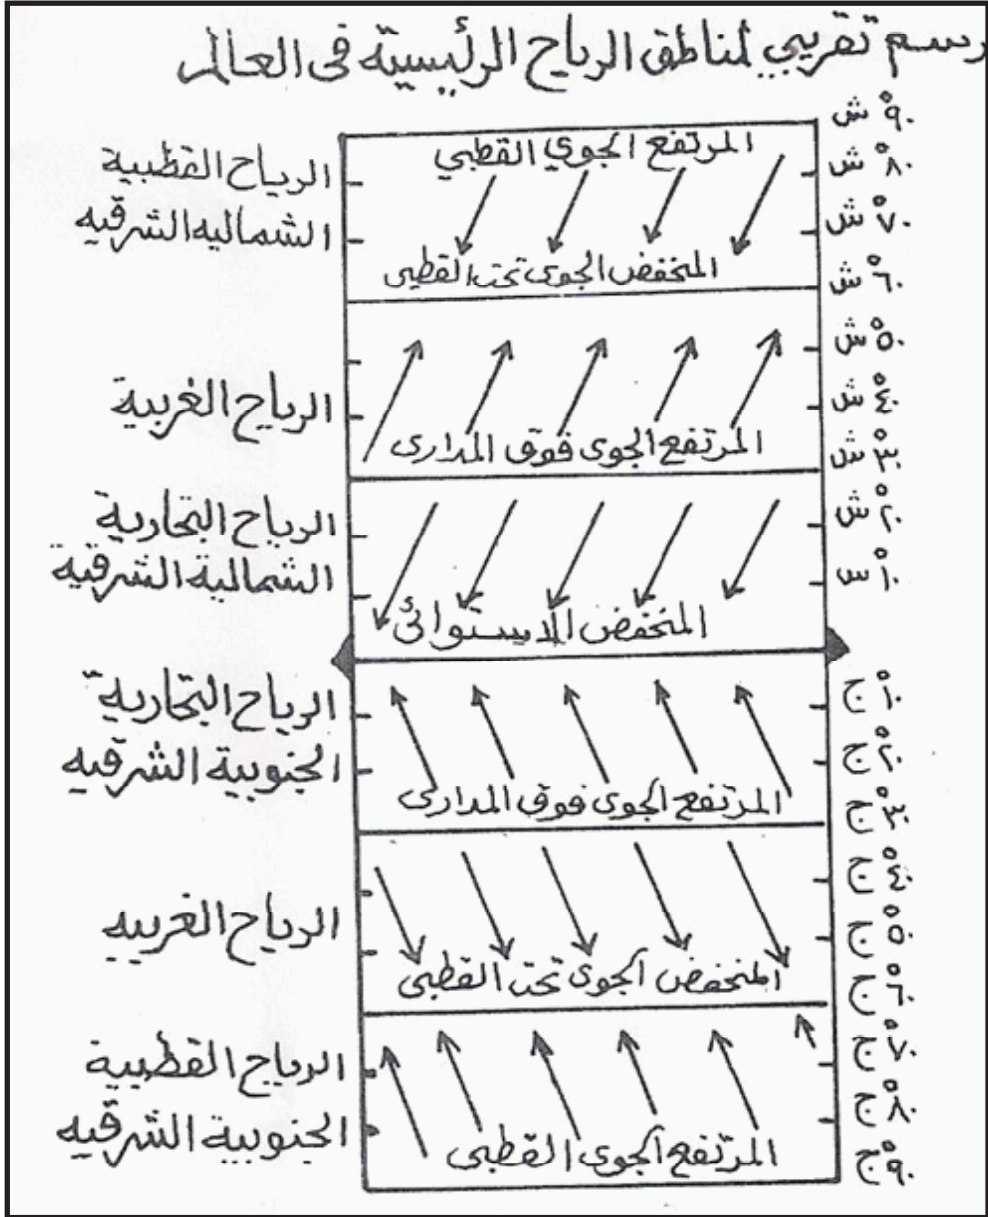 رسم تقريبي لمناطق الرياح الرئيسية فى العالم
٩٠° ش
المرتفع الجوي القطبي
٨٠° ش
الرياح القطبية
٧٠° ش
الشماليه الشرقيه
المنخفض الجوى تحت القطبى
٦٠° ش
٥٠° ش
٤٠° ش
الرياح الغربية
المرتفع الجوى فوق المدارى
٣٠° ش
٢٠° ش
الرياح التجارية
١٠° س
الشمالية الشرقية
المنخفض الاستوائى
١٠° ج
الرياح التجارية
٢٠° ج
الجنوبية الشرقيه
المرتفع الجوى فوق المدارى
٣٠° ج
٤٠° ج
٥٠° ج
الرياح الغربيه
المنخفض الجوى تحت القطبى
٦٠° ج
٧٠° ج
الرياح القطبية
٨٠° ج
الجنوبية الشرقيه
المرتفع الجوى القطبى
٩٠° ج